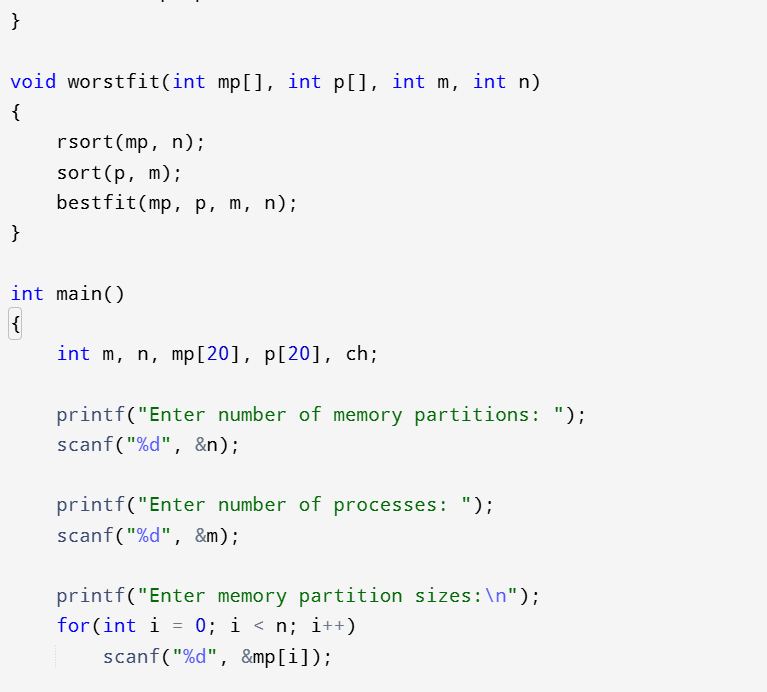 }
void worstfit(int mp[], int p[], int m, int n)
{
    rsort(mp, n);
    sort(p, m);
    bestfit(mp, p, m, n);
}
int main()
{
    int m, n, mp[20], p[20], ch;
    printf("Enter number of memory partitions: ");
    scanf("%d", &n);
    printf("Enter number of processes: ");
    scanf("%d", &m);
    printf("Enter memory partition sizes:\n");
    for(int i = 0; i < n; i++)
        scanf("%d", &mp[i]);